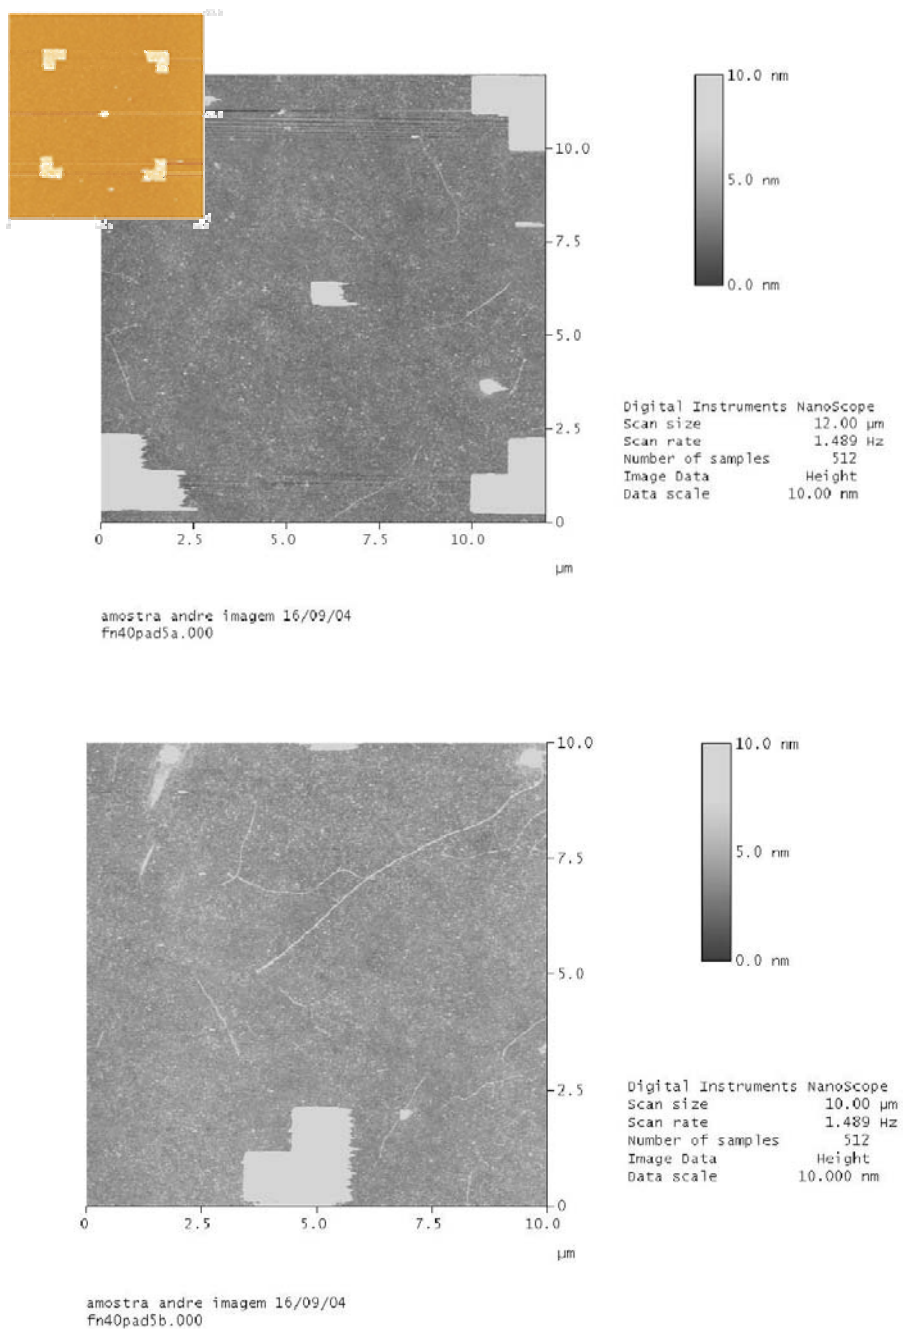 10.0 nm
5.0 nm
0.0 nm
10.0
7.5
5.0
2.5
0
0
2.5
5.0
7.5
10.0
µm
Digital Instruments NanoScope
Scan size 12.00 µm
Scan rate 1.489 Hz
Number of samples 512
Image Data Height
Data scale 10.00 nm
amostra andre imagem 16/09/04
fn40pad5a.000
10.0 nm
5.0 nm
0.0 nm
10.0
7.5
5.0
2.5
0
0
2.5
5.0
7.5
10.0
µm
Digital Instruments NanoScope
Scan size 10.00 µm
Scan rate 1.489 Hz
Number of samples 512
Image Data Height
Data scale 10.000 nm
amostra andre imagem 16/09/04
fn40pad5b.000